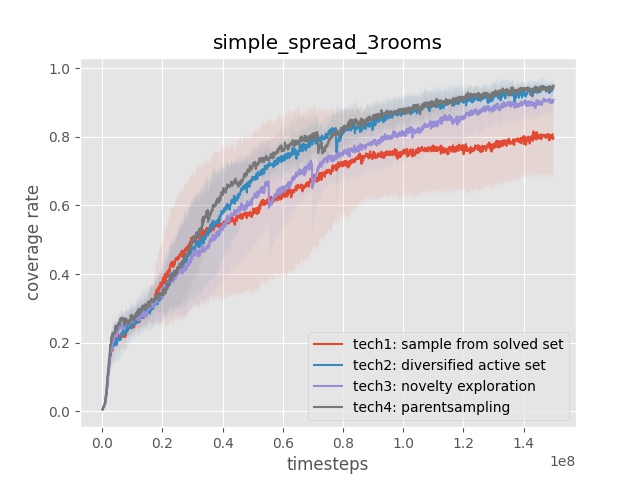 simple_spread_3rooms
1.0
0.8
0.6
0.4
0.2
0.0
coverage rate
tech1: sample from solved set
tech2: diversified active set
tech3: novelty exploration
tech4: parentsampling
0.0 0.2 0.4 0.6 0.8 1.0 1.2 1.4
1e8
timesteps